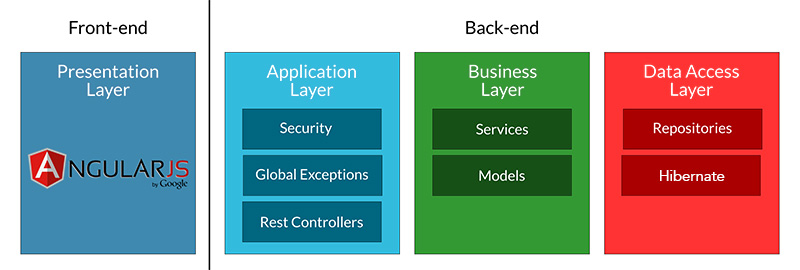 Front-end
Back-end
Presentation
Layer
ANGULARJS
by Google
Application
Layer
Security
Global Exceptions
Rest Controllers
Business
Layer
Services
Models
Data Access
Layer
Repositories
Hibernate